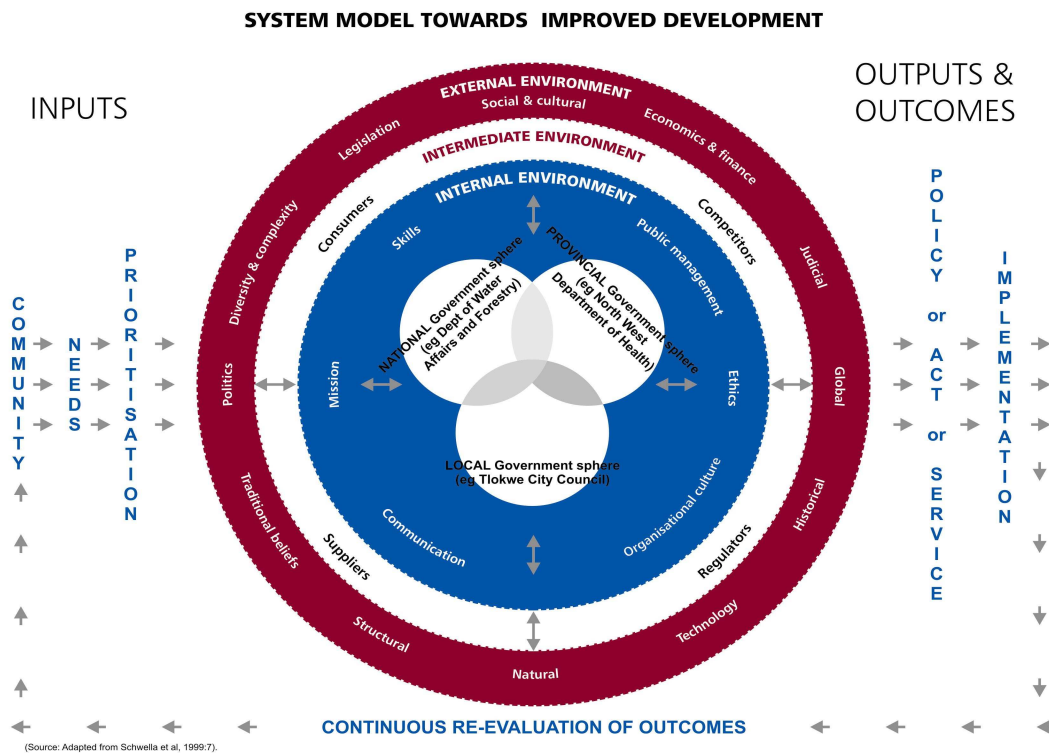 SYSTEM MODEL TOWARDS IMPROVED DEVELOPMENT
INPUTS
OUTPUTS &
OUTCOMES
EXTERNAL ENVIRONMENT
Social & cultural
Legislation
Economics & finance
Diversity & complexity
Judicial
Politics
Global
Traditional beliefs
Historical
Structural
Technology
Natural
INTERMEDIATE ENVIRONMENT
Consumers
Competitors
Suppliers
Regulators
INTERNAL ENVIRONMENT
Skills
Public management
Mission
Ethics
Communication
Organisational culture
NATIONAL Government sphere
(eg Dept of Water
Affairs and Forestry)
PROVINCIAL Government sphere
(eg North West
Department of Health)
LOCAL Government sphere
(eg Tlokwe City Council)
COMMUNITY
NEEDS
PRIORITISATION
POLICY or ACT or SERVICE
IMPLEMENTATION
CONTINUOUS RE-EVALUATION OF OUTCOMES
(Source: Adapted from Schwella et al, 1999:7).